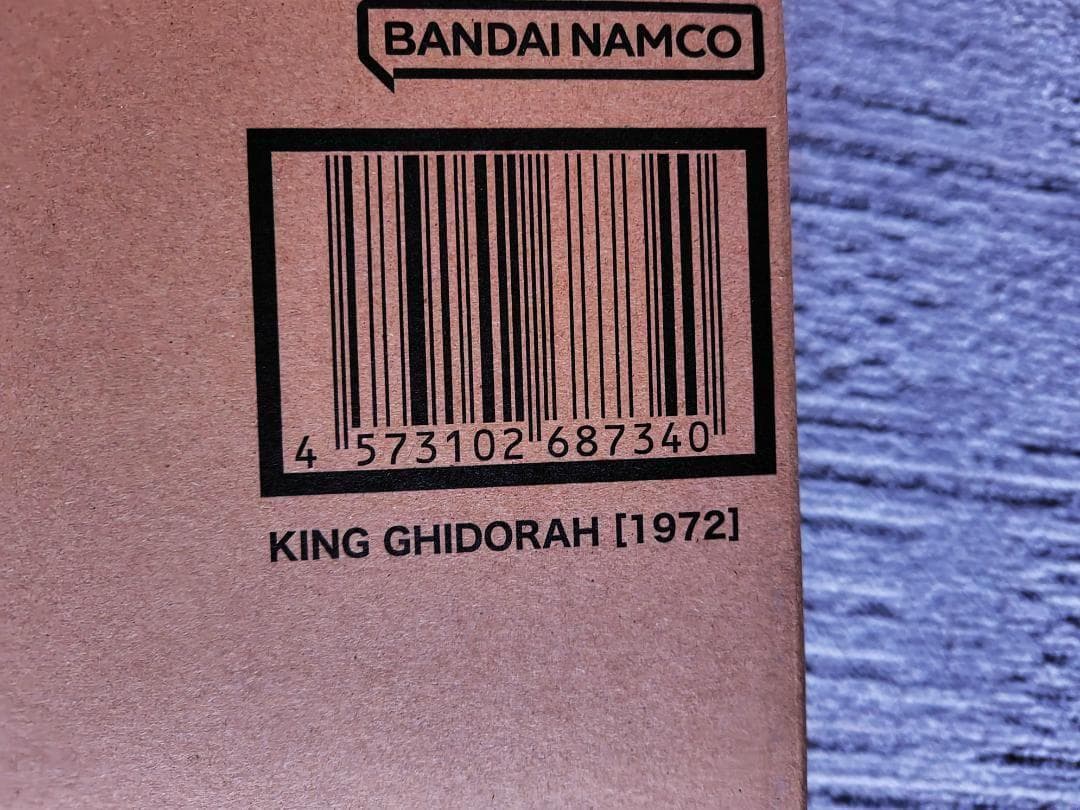 BANDAI NAMCO
4 573102 687340
KING GHIDORAH [1972]